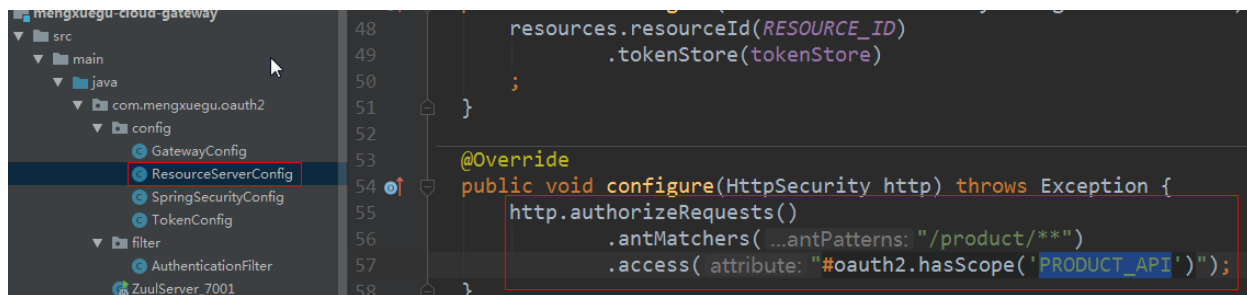 mengxuegu-cloud-gateway
src
main
java
com.mengxuegu.oauth2
config
GatewayConfig
ResourceServerConfig
SpringSecurityConfig
TokenConfig
filter
AuthenticationFilter
ZuulServer_7001
48 resources.resourceId(RESOURCE_ID)
49 .tokenStore(tokenStore)
50 ;
51 }
52
53 @Override
54 public void configure(HttpSecurity http) throws Exception {
55 http.authorizeRequests()
56 .antMatchers( ...antPatterns: "/product/**")
57 .access( attribute: "#oauth2.hasScope('PRODUCT_API')");
58 }